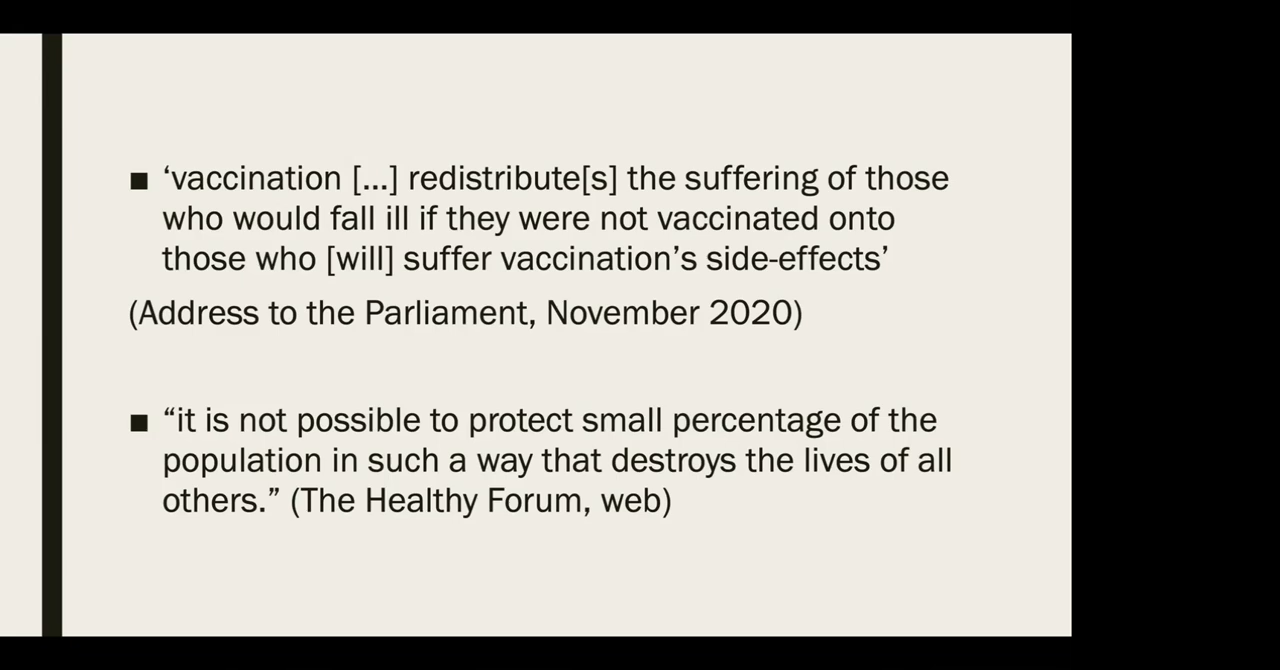 ■ ‘vaccination [...] redistribute[s] the suffering of those
who would fall ill if they were not vaccinated onto
those who [will] suffer vaccination’s side-effects’
(Address to the Parliament, November 2020)
■ “it is not possible to protect small percentage of the
population in such a way that destroys the lives of all
others.” (The Healthy Forum, web)